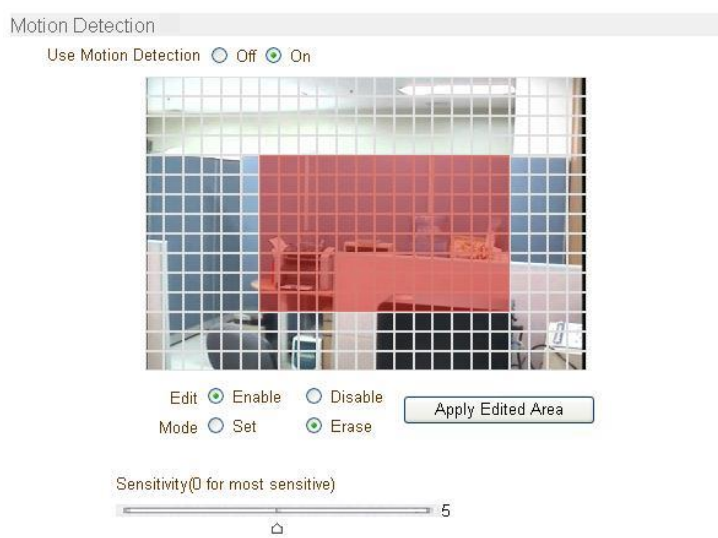 Motion Detection
Use Motion Detection Off On
Edit Enable Disable
Apply Edited Area
Mode Set Erase
Sensitivity(0 for most sensitive)
5